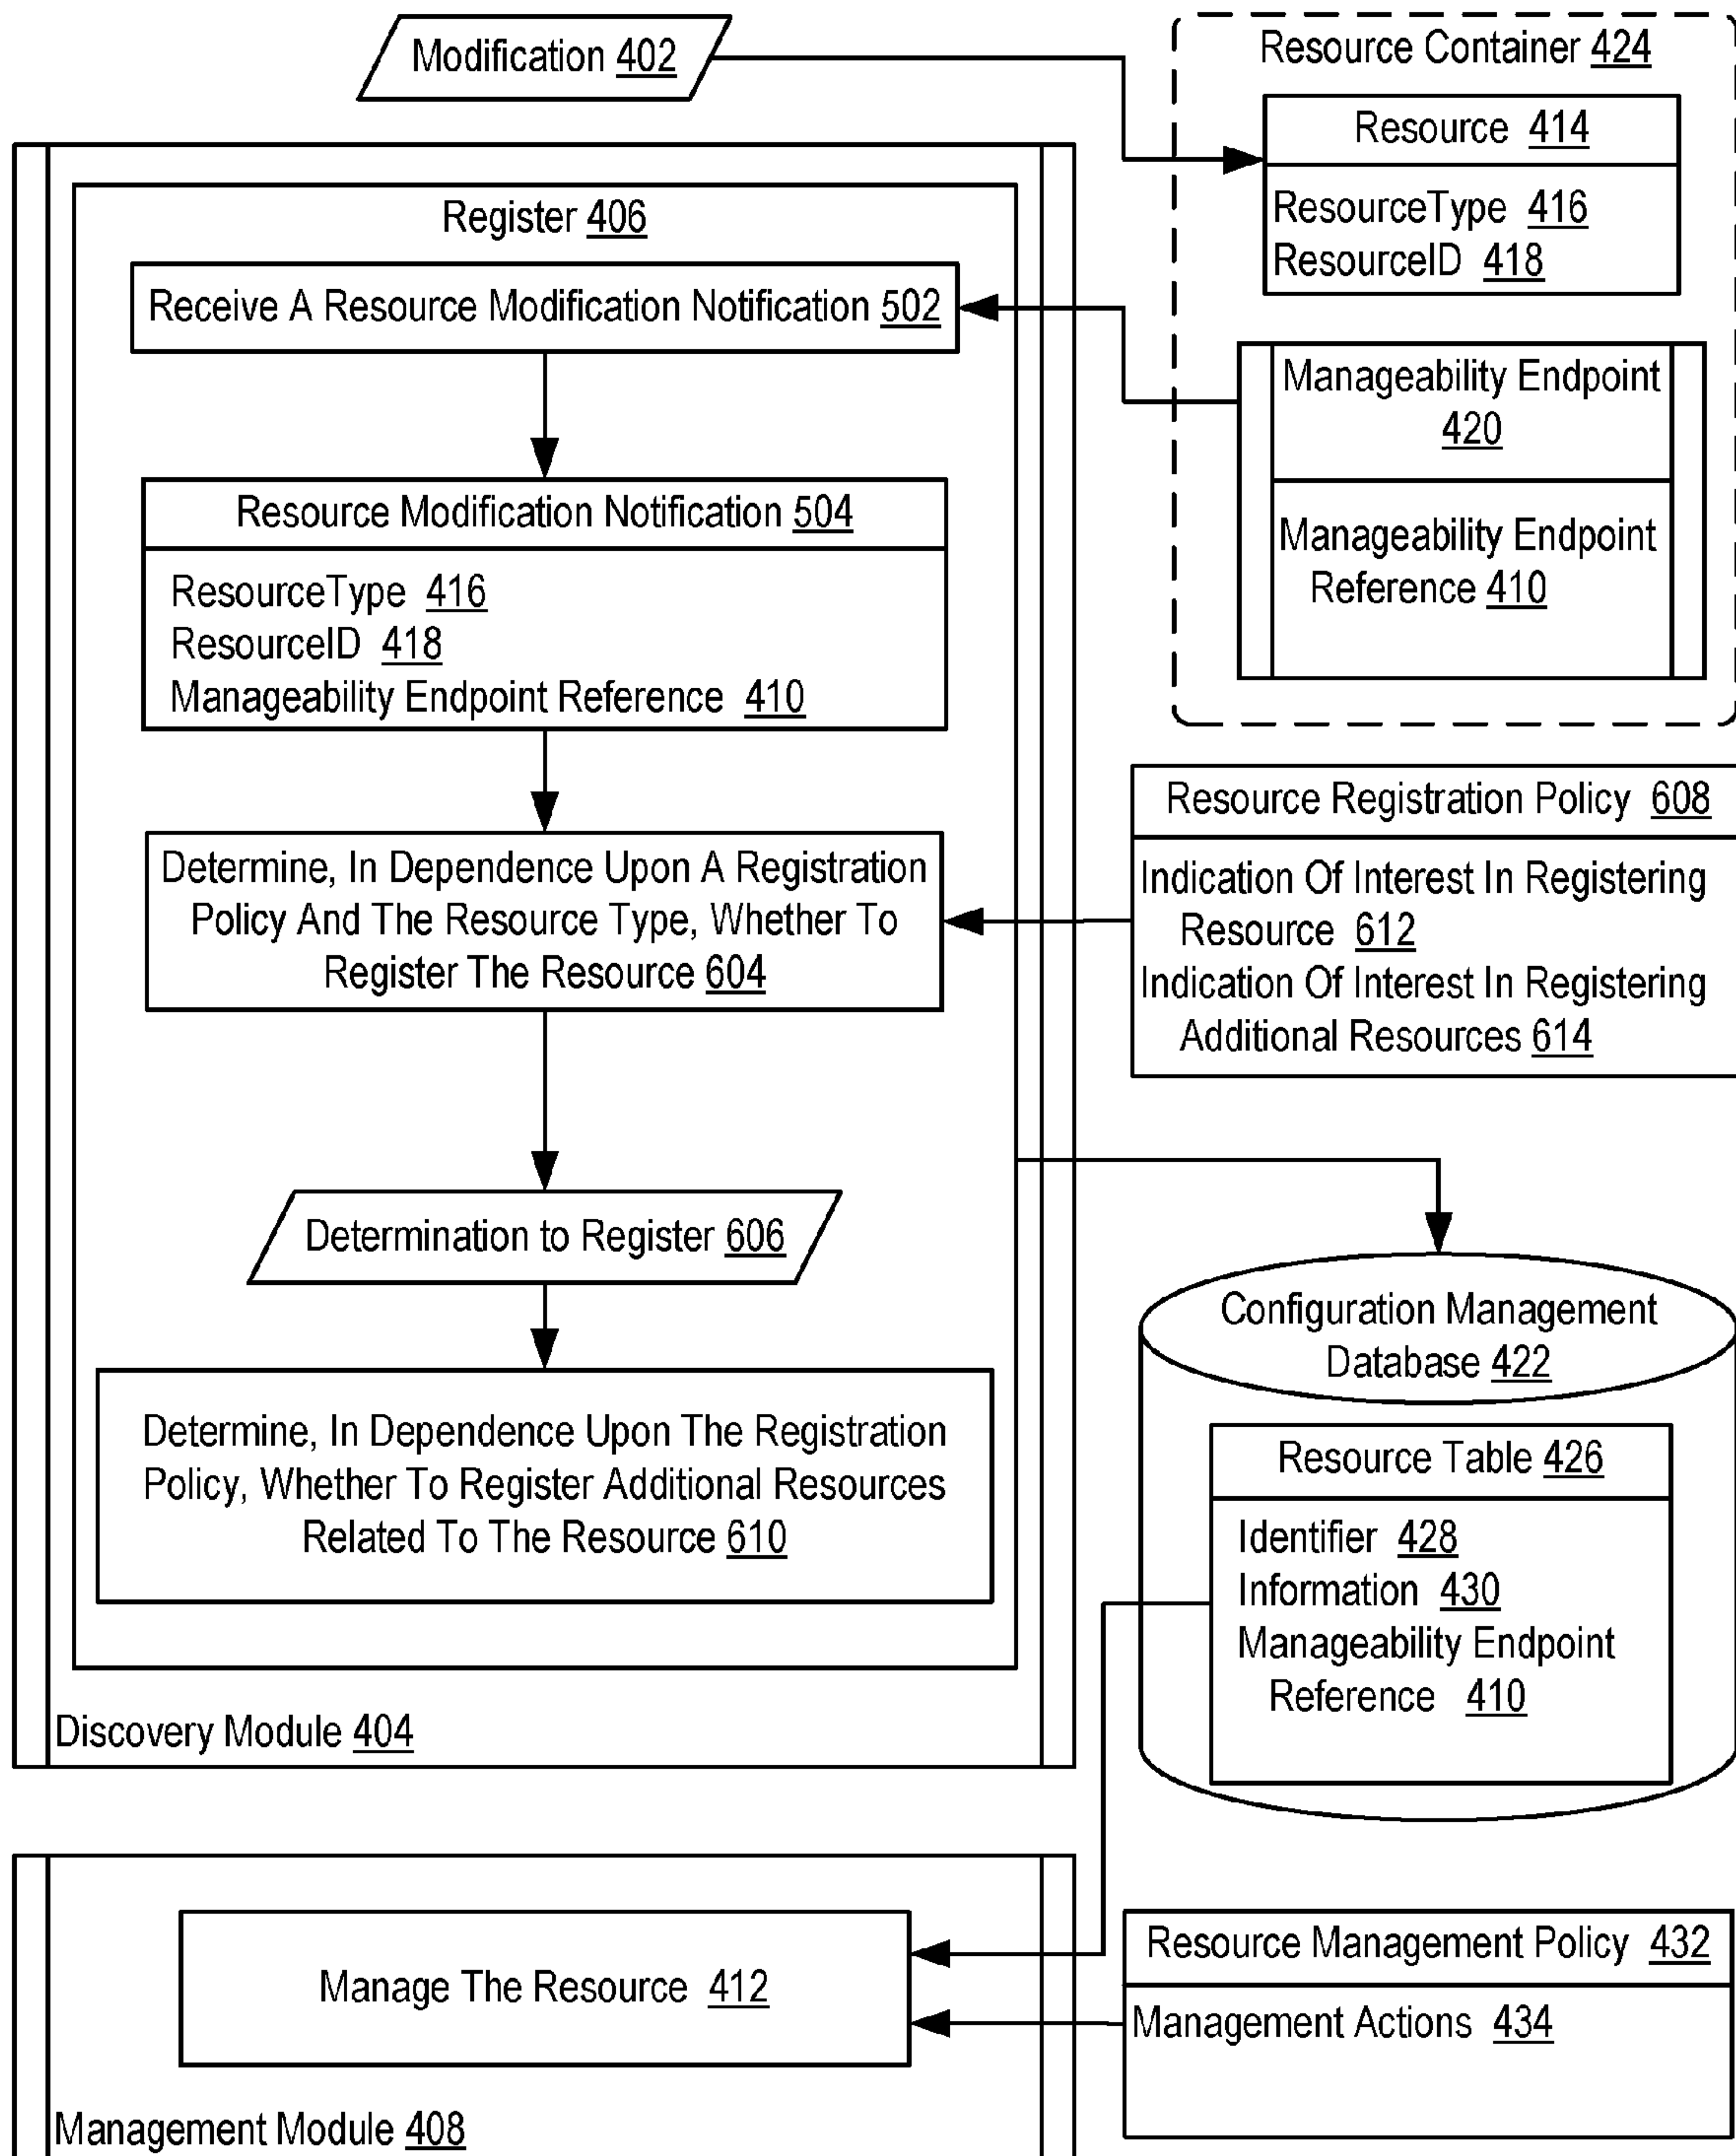 Modification 402
Resource Container 424
Resource 414
ResourceType 416
ResourceID 418
Register 406
Receive A Resource Modification Notification 502
Manageability Endpoint
420
Manageability Endpoint
Reference 410
Resource Modification Notification 504
ResourceType 416
ResourceID 418
Manageability Endpoint Reference 410
Resource Registration Policy 608
Indication Of Interest In Registering
Resource 612
Indication Of Interest In Registering
Additional Resources 614
Determine, In Dependence Upon A Registration
Policy And The Resource Type, Whether To
Register The Resource 604
Determination to Register 606
Determine, In Dependence Upon The Registration
Policy, Whether To Register Additional Resources
Related To The Resource 610
Discovery Module 404
Configuration Management
Database 422
Resource Table 426
Identifier 428
Information 430
Manageability Endpoint
Reference 410
Manage The Resource 412
Management Module 408
Resource Management Policy 432
Management Actions 434